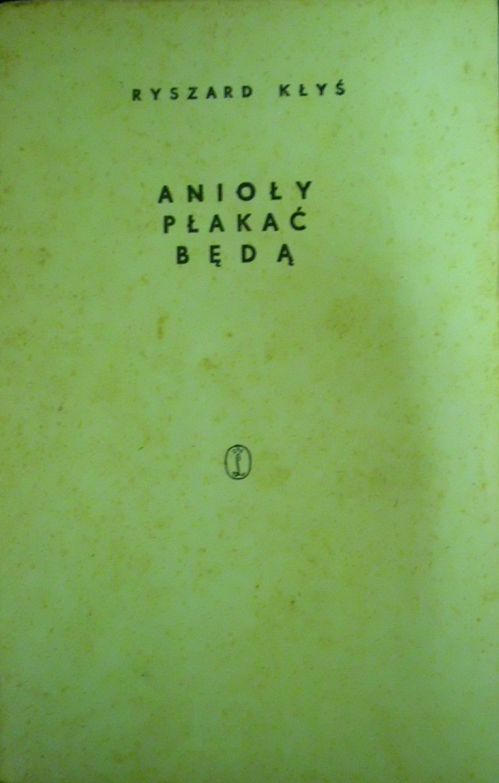 RYSZARD KŁYŚ
ANIOŁY
PŁAKAĆ
BĘDĄ